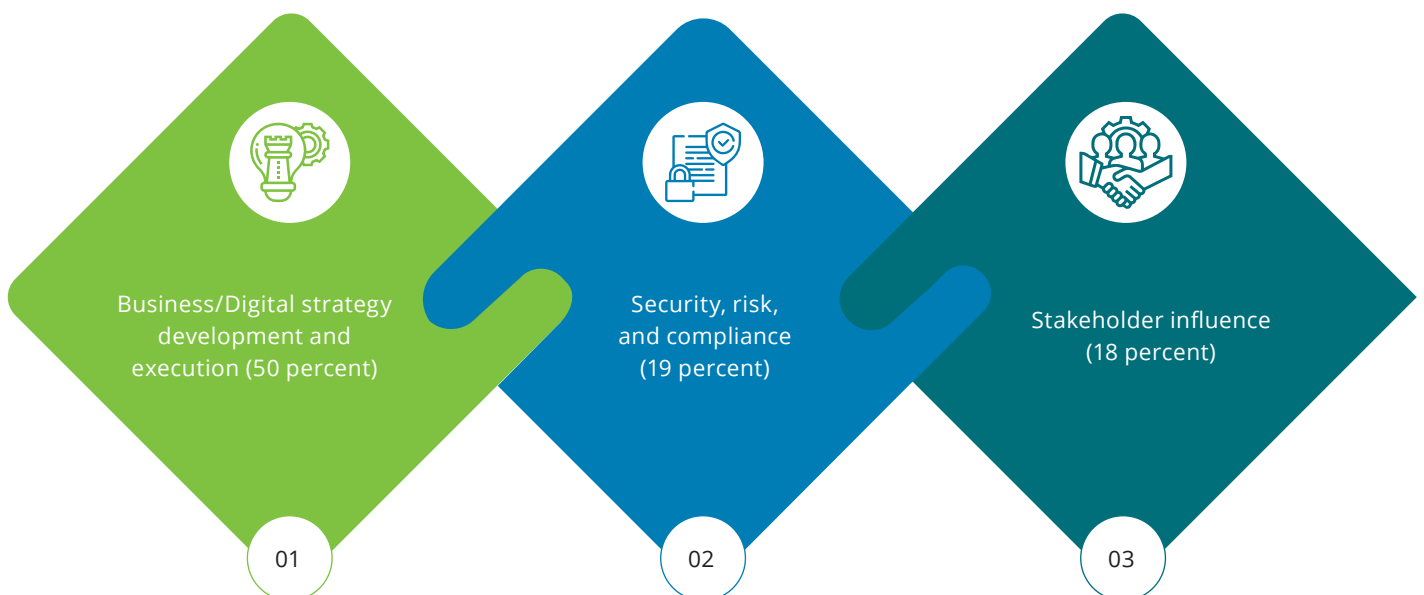 Business/Digital strategy
development and
execution (50 percent)
01
Security, risk,
and compliance
(19 percent)
02
Stakeholder influence
(18 percent)
03